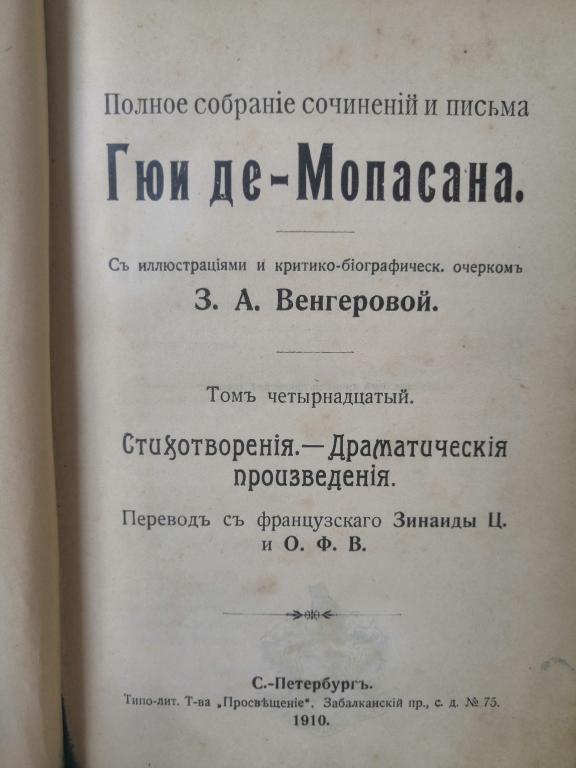 Полное собраніе сочиненій и письма
Гюи де-Мопасана.
Съ иллюстраціями и критико-біографическ. очеркомъ
З. А. Венгеровой.
Томъ четырнадцатый.
Стихотворенія.—Драматическія
произведенія.
Переводъ съ французскаго Зинаиды Ц.
и О. Ф. В.
С.-Петербургъ.
Типо-лит. Т-ва „Просвѣщеніе". Забалканскій пр., с. д. № 75.
1910.